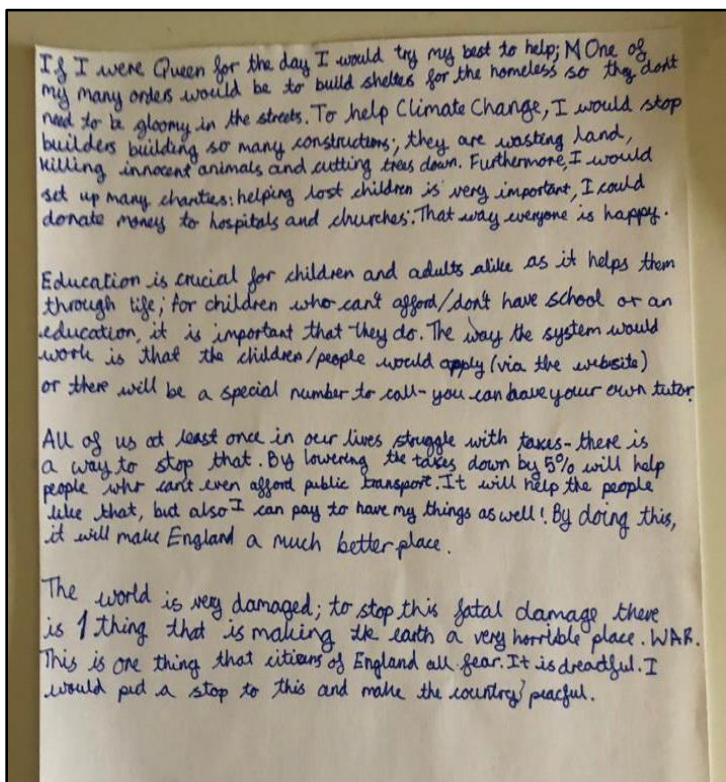 If I were Queen for the day I would try my best to help; One of
my many orders would be to build shelters for the homeless so they dont
need to be gloomy in the streets. To help Climate Change, I would stop
builders building so many constructions; they are wasting land,
killing innocent animals and cutting trees down. Furthermore, I would
set up many charities: helping lost children is very important, I could
donate money to hospitals and churches. That way everyone is happy.

Education is crucial for children and adults alike as it helps them
through life; for children who can't afford/don't have school or an
education, it is important that they do. The way the system would
work is that the children/people would apply (via the website)
or there will be a special number to call - you can have your own tutor.

All of us at least once in our lives struggle with taxes - there is
a way to stop that. By lowering the taxes down by 5% will help
people who can't even afford public transport. It will help the people
like that, but also I can pay to have my things as well! By doing this,
it will make England a much better place.

The world is very damaged; to stop this fatal damage there
is 1 thing that is making the earth a very horrible place. WAR.
This is one thing that citizens of England all fear. It is dreadful. I
would put a stop to this and make the country peacful.